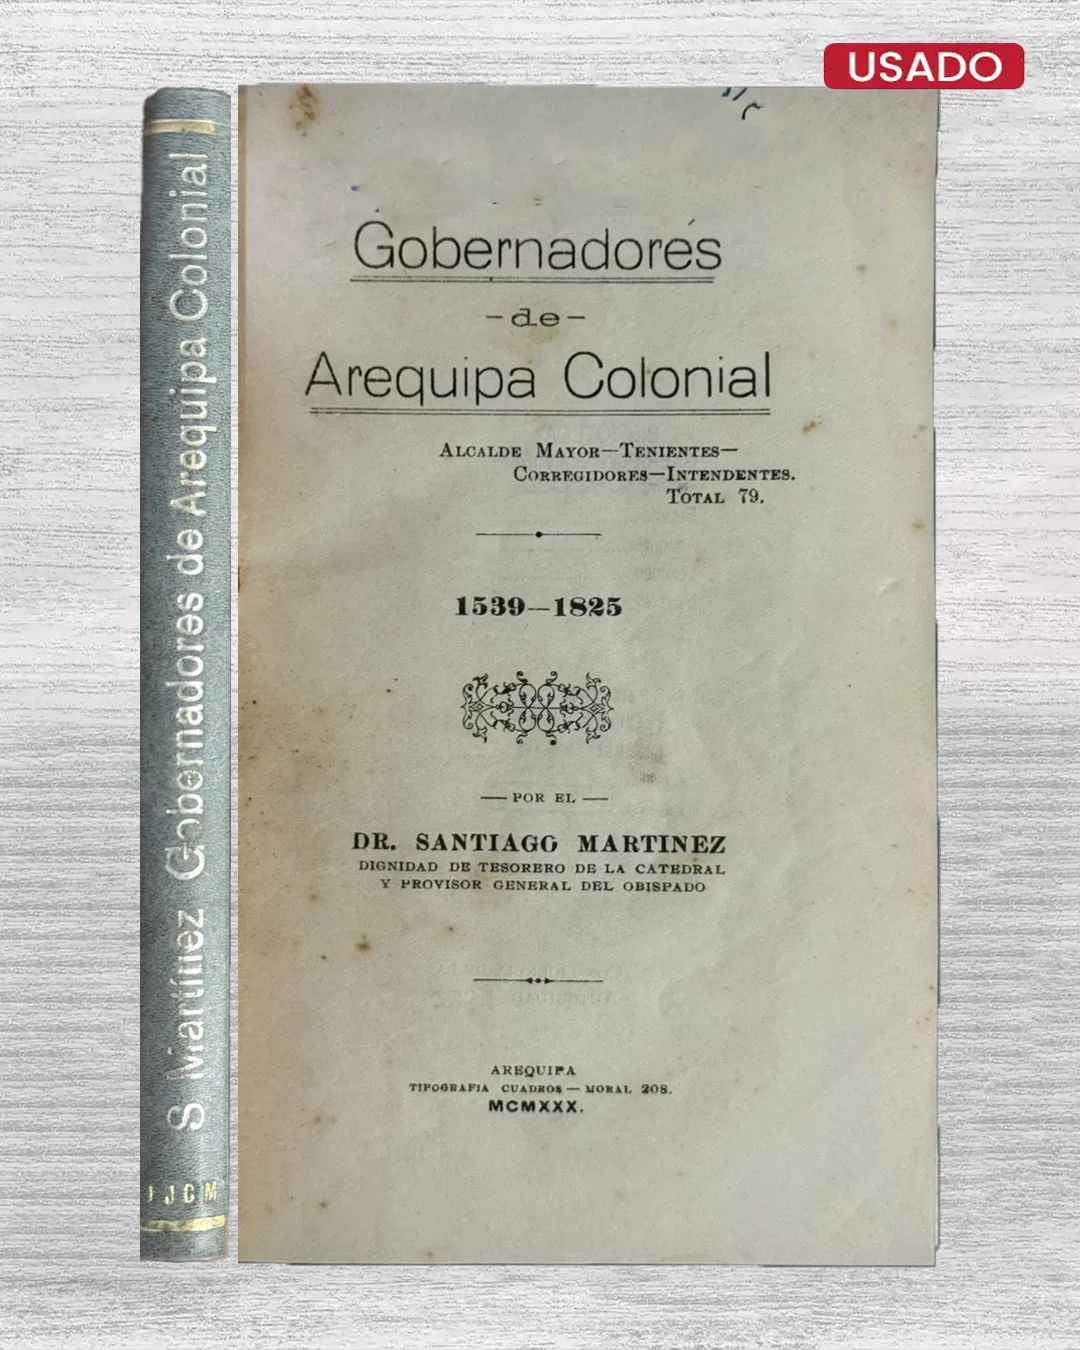 USADO
S Martínez Gobernadores de Arequipa Colonial
J C M
Gobernadores
-de-
Arequipa Colonial
ALCALDE MAYOR—TENIENTES—
CORREGIDORES—INTENDENTES.
TOTAL 79.
1539—1825
— POR EL —
DR. SANTIAGO MARTINEZ
DIGNIDAD DE TESORERO DE LA CATEDRAL
Y PROVISOR GENERAL DEL OBISPADO
AREQUIPA
TIPOGRAFIA CUADROS — MORAL 208.
MCMXXX.